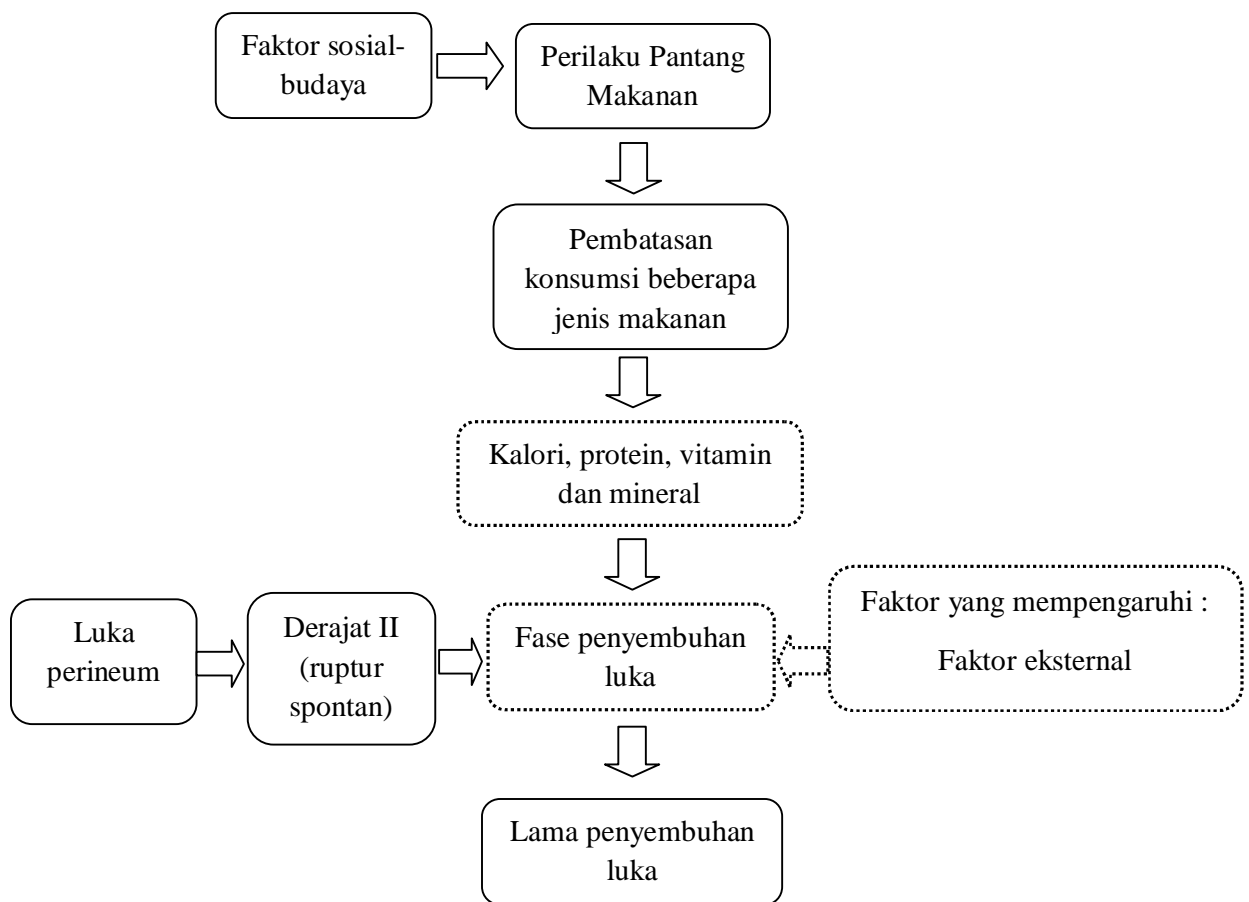 Faktor sosial-
budaya
Perilaku Pantang
Makanan
Pembatasan
konsumsi beberapa
jenis makanan
Kalori, protein, vitamin
dan mineral
Luka
perineum
Derajat II
(ruptur
spontan)
Fase penyembuhan
luka
Faktor yang mempengaruhi :
Faktor eksternal
Lama penyembuhan
luka